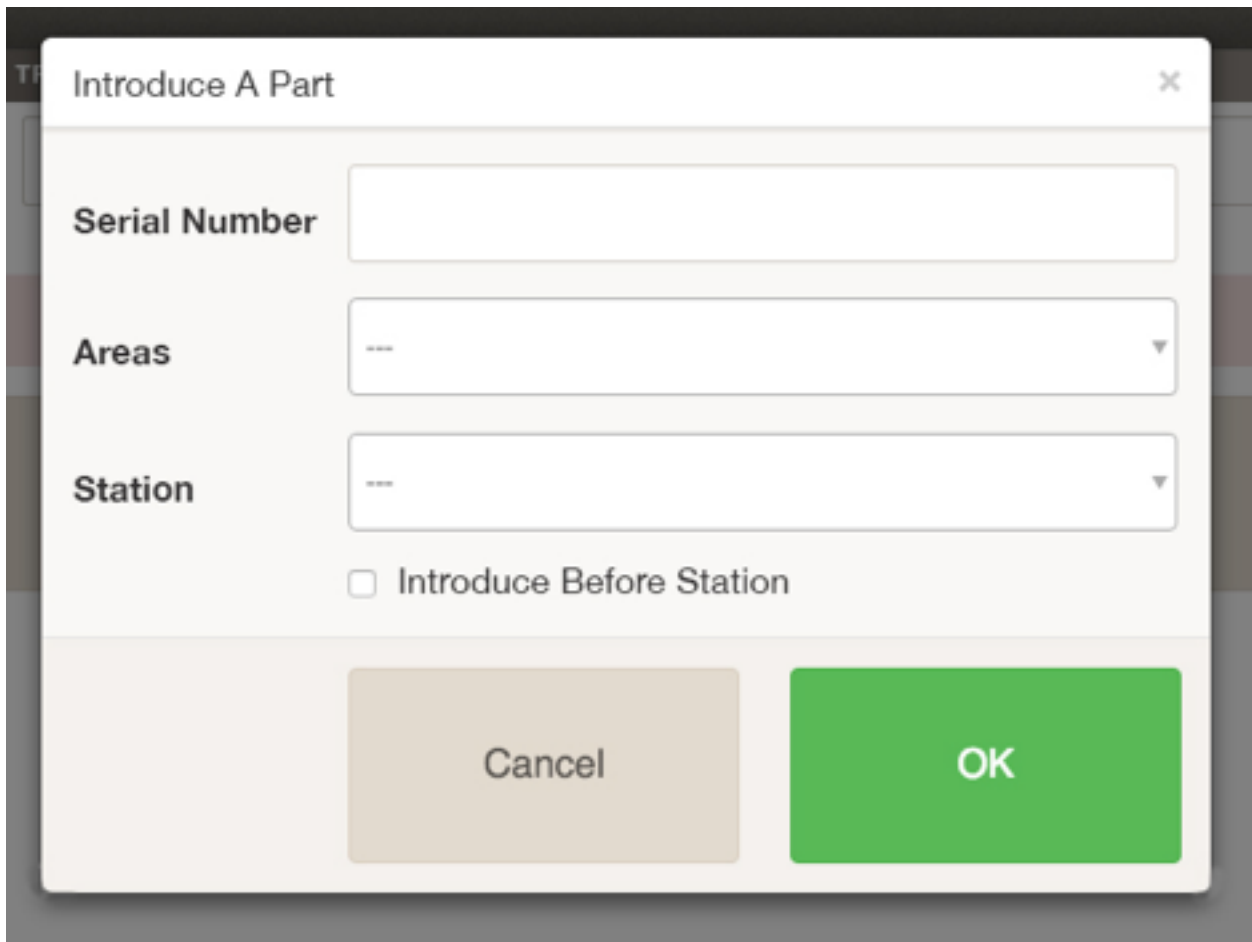 Introduce A Part ×
Serial Number
Areas ---
Station ---
Introduce Before Station
Cancel OK